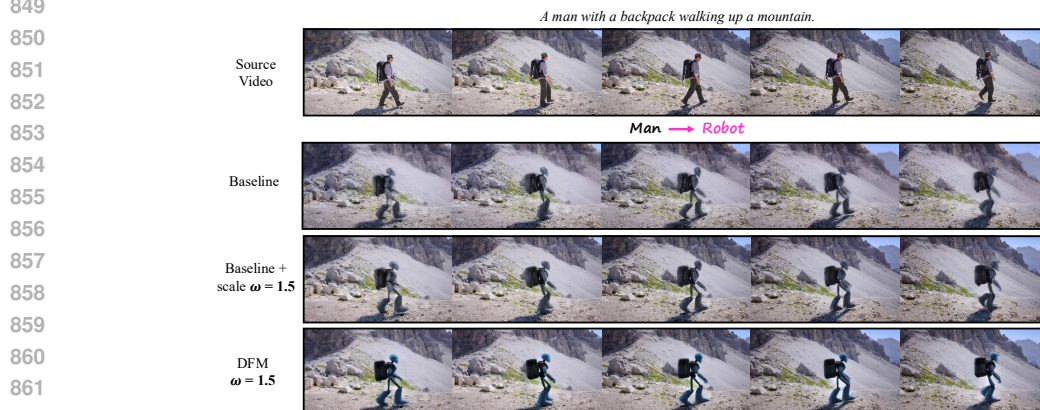 849
A man with a backpack walking up a mountain.
850
851
Source
Video
852
853
Man → Robot
854
855
Baseline
856
857
Baseline +
scale ω = 1.5
858
859
860
DFM
ω = 1.5
861